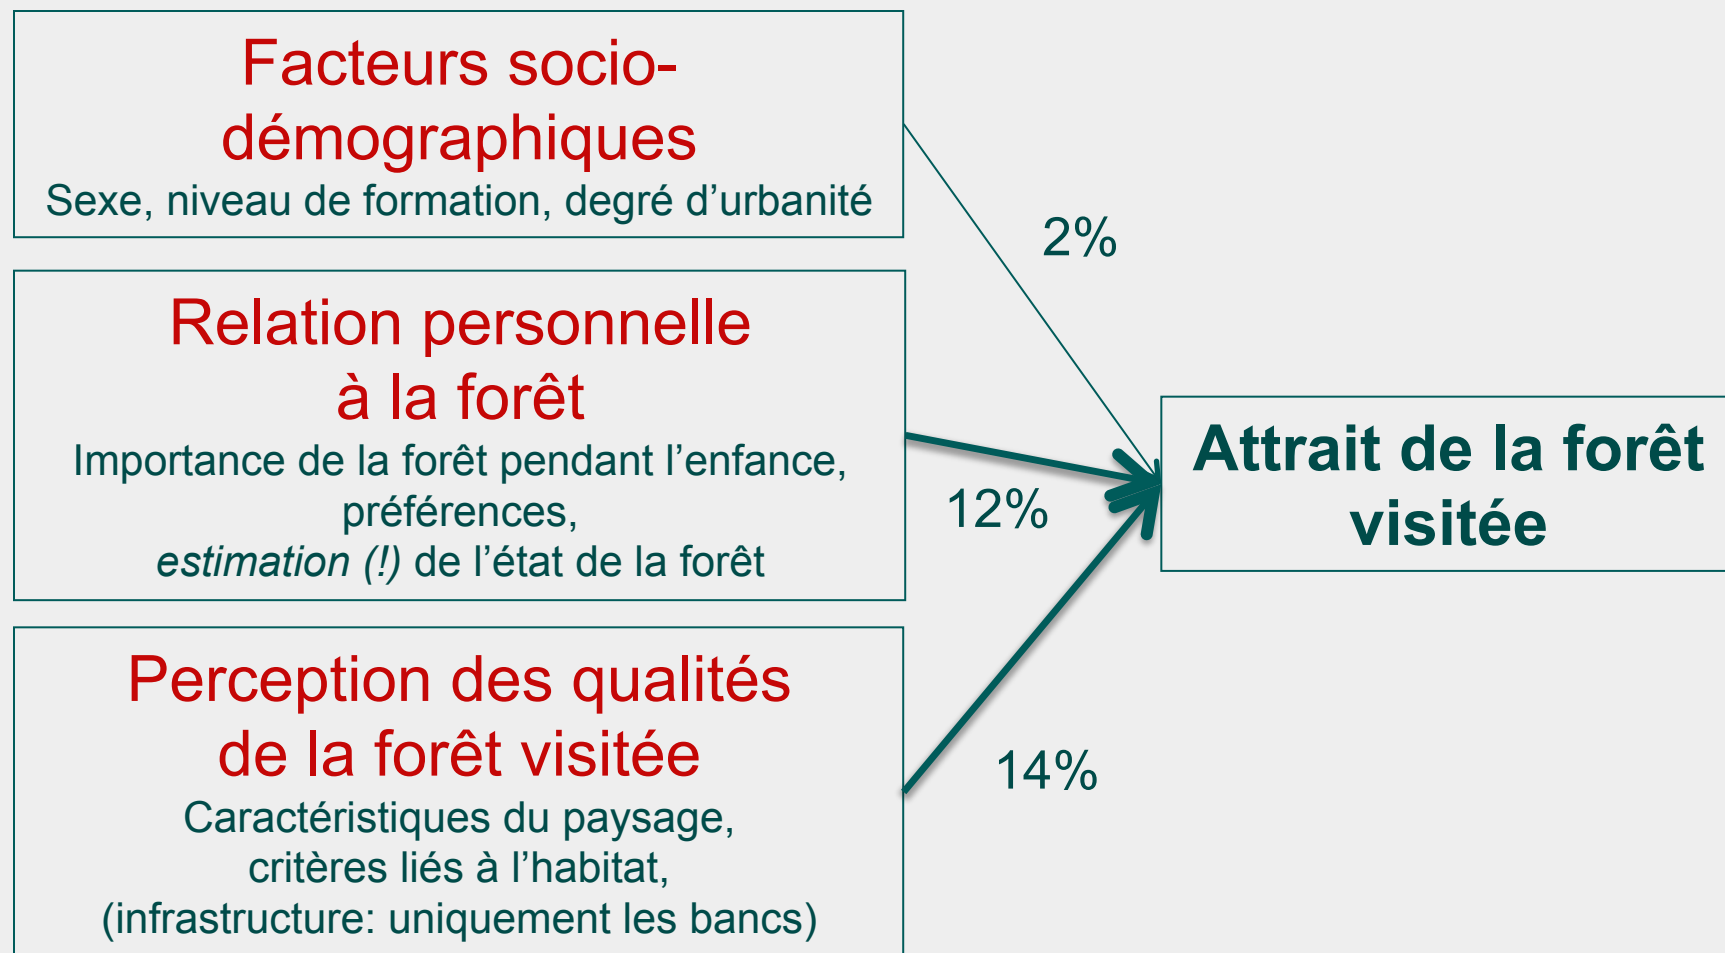 Facteurs socio-
démographiques
Sexe, niveau de formation, degré d’urbanité
2%
Relation personnelle
à la forêt
Importance de la forêt pendant l’enfance,
préférences,
estimation (!) de l’état de la forêt
12%
Attrait de la forêt
visitée
Perception des qualités
de la forêt visitée
Caractéristiques du paysage,
critères liés à l’habitat,
(infrastructure: uniquement les bancs)
14%